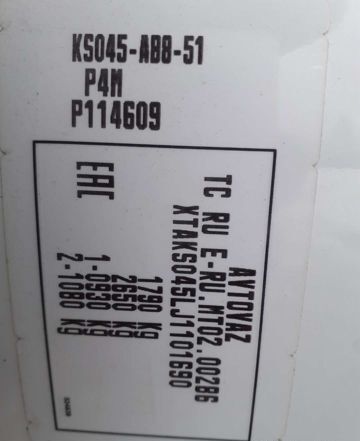 KS045-A88-51
P4M
P114609
AVTOVAZ
TC RU E-RU.MT02.00286
XTAKS045LJ1101690
1790 kg
2650 kg
1-0930 kg
2-1080 kg
EAC